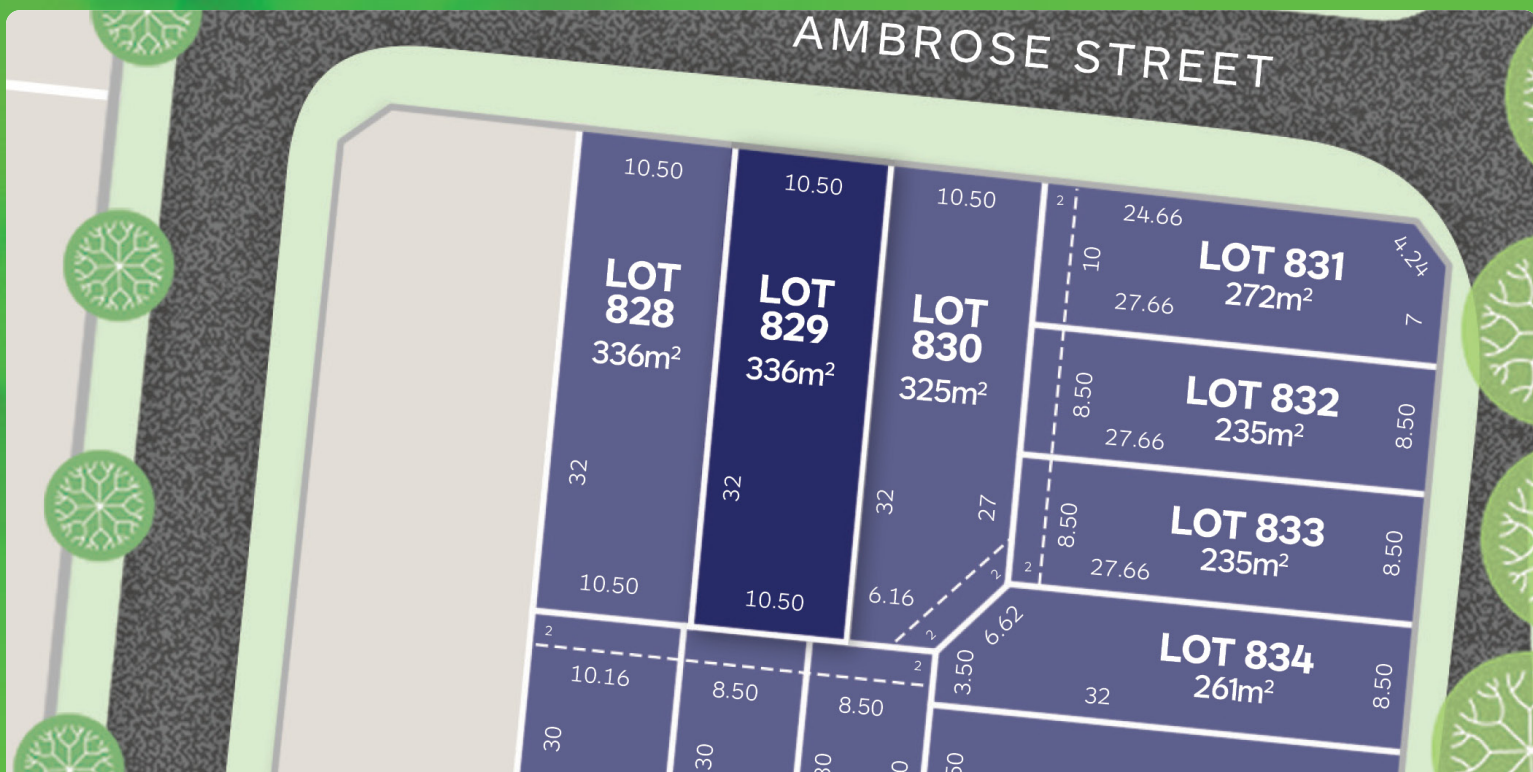 AMBROSE STREET
10.50
LOT
828
336m²
32
10.50
10.50
LOT
829
336m²
32
10.50
10.50
LOT
830
325m²
32
27
6.16
2
2
2
24.66
10
LOT 831
272m²
4.24
7
27.66
8.50
LOT 832
235m²
8.50
27.66
8.50
LOT 833
235m²
8.50
2
27.66
6.62
3.50
LOT 834
261m²
8.50
32
2
10.16
30
8.50
30
2
8.50